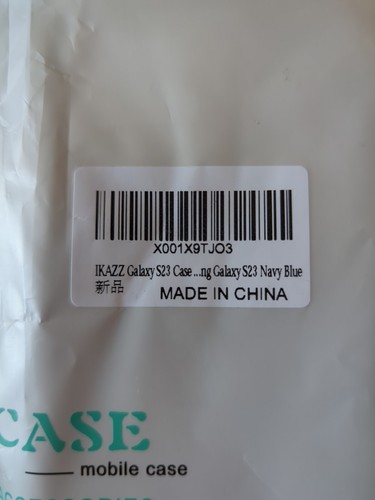 X001X9TJO3
IKAZZ Galaxy S23 Case ...ng Galaxy S23 Navy Blue
新品
MADE IN CHINA
CASE
mobile case